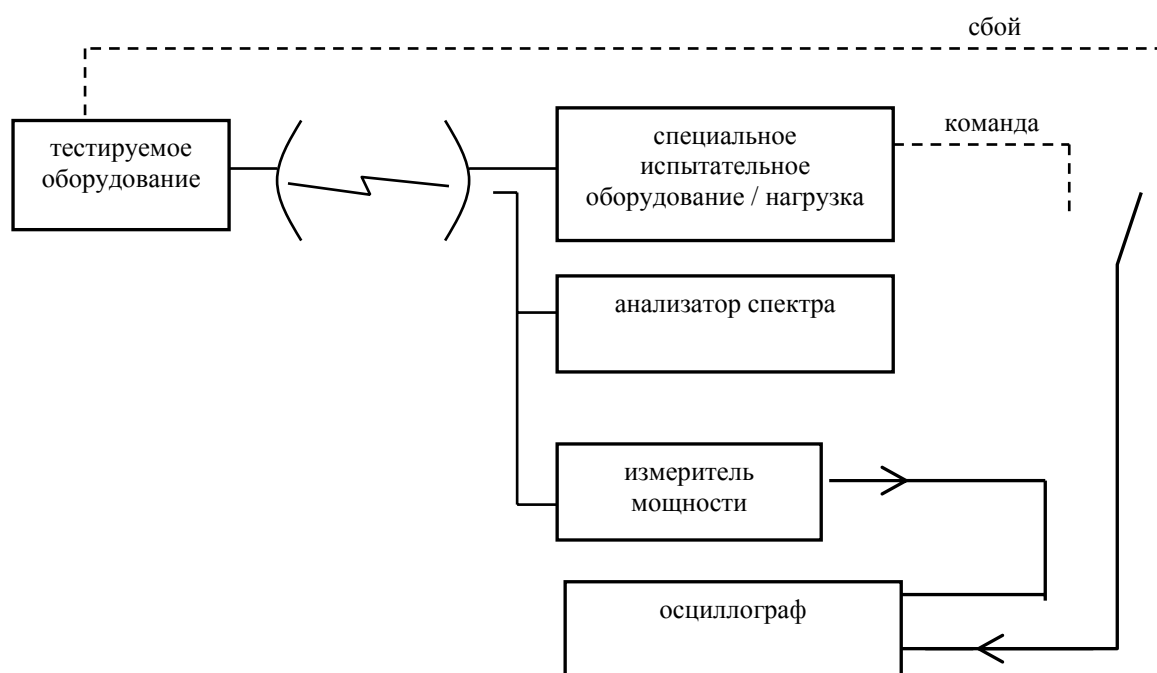 сбой
тестируемое
оборудование
специальное
испытательное
оборудование / нагрузка
команда
анализатор спектра
измеритель
мощности
осциллограф